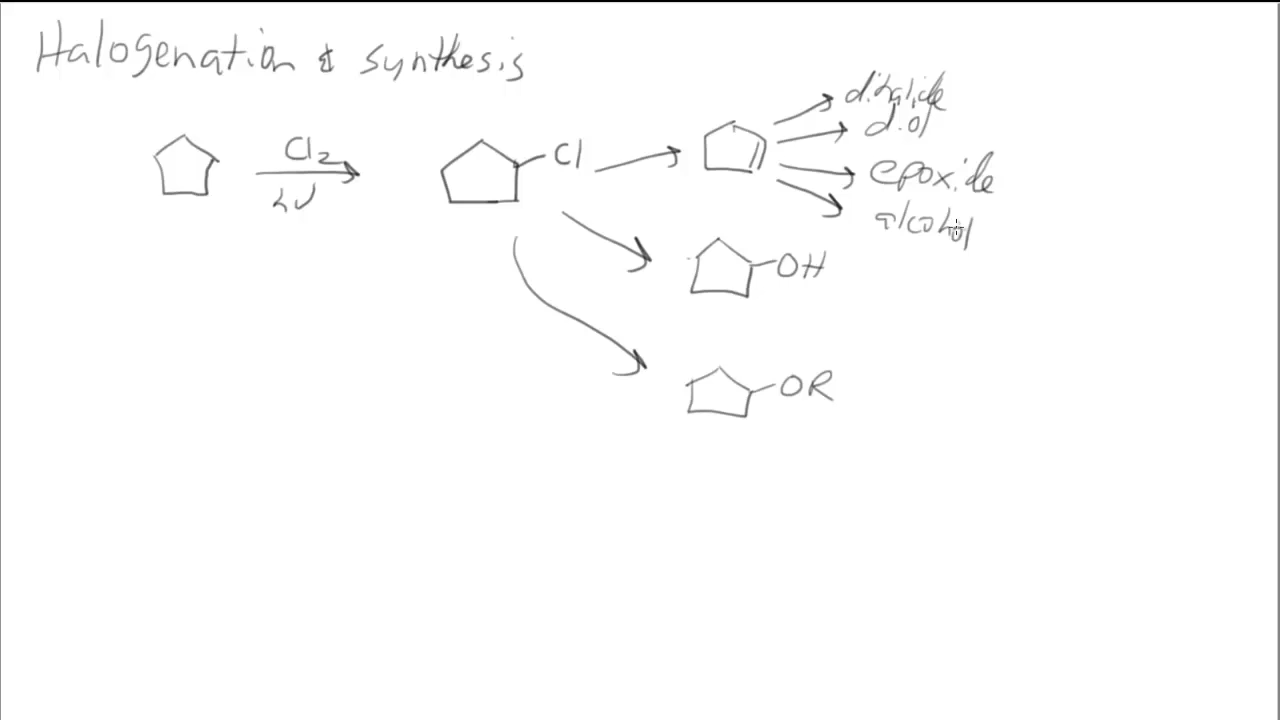 Halogenation & synthesis
Cl2
hν
Cl
dihalide
diol
epoxide
alcohol
OH
OR